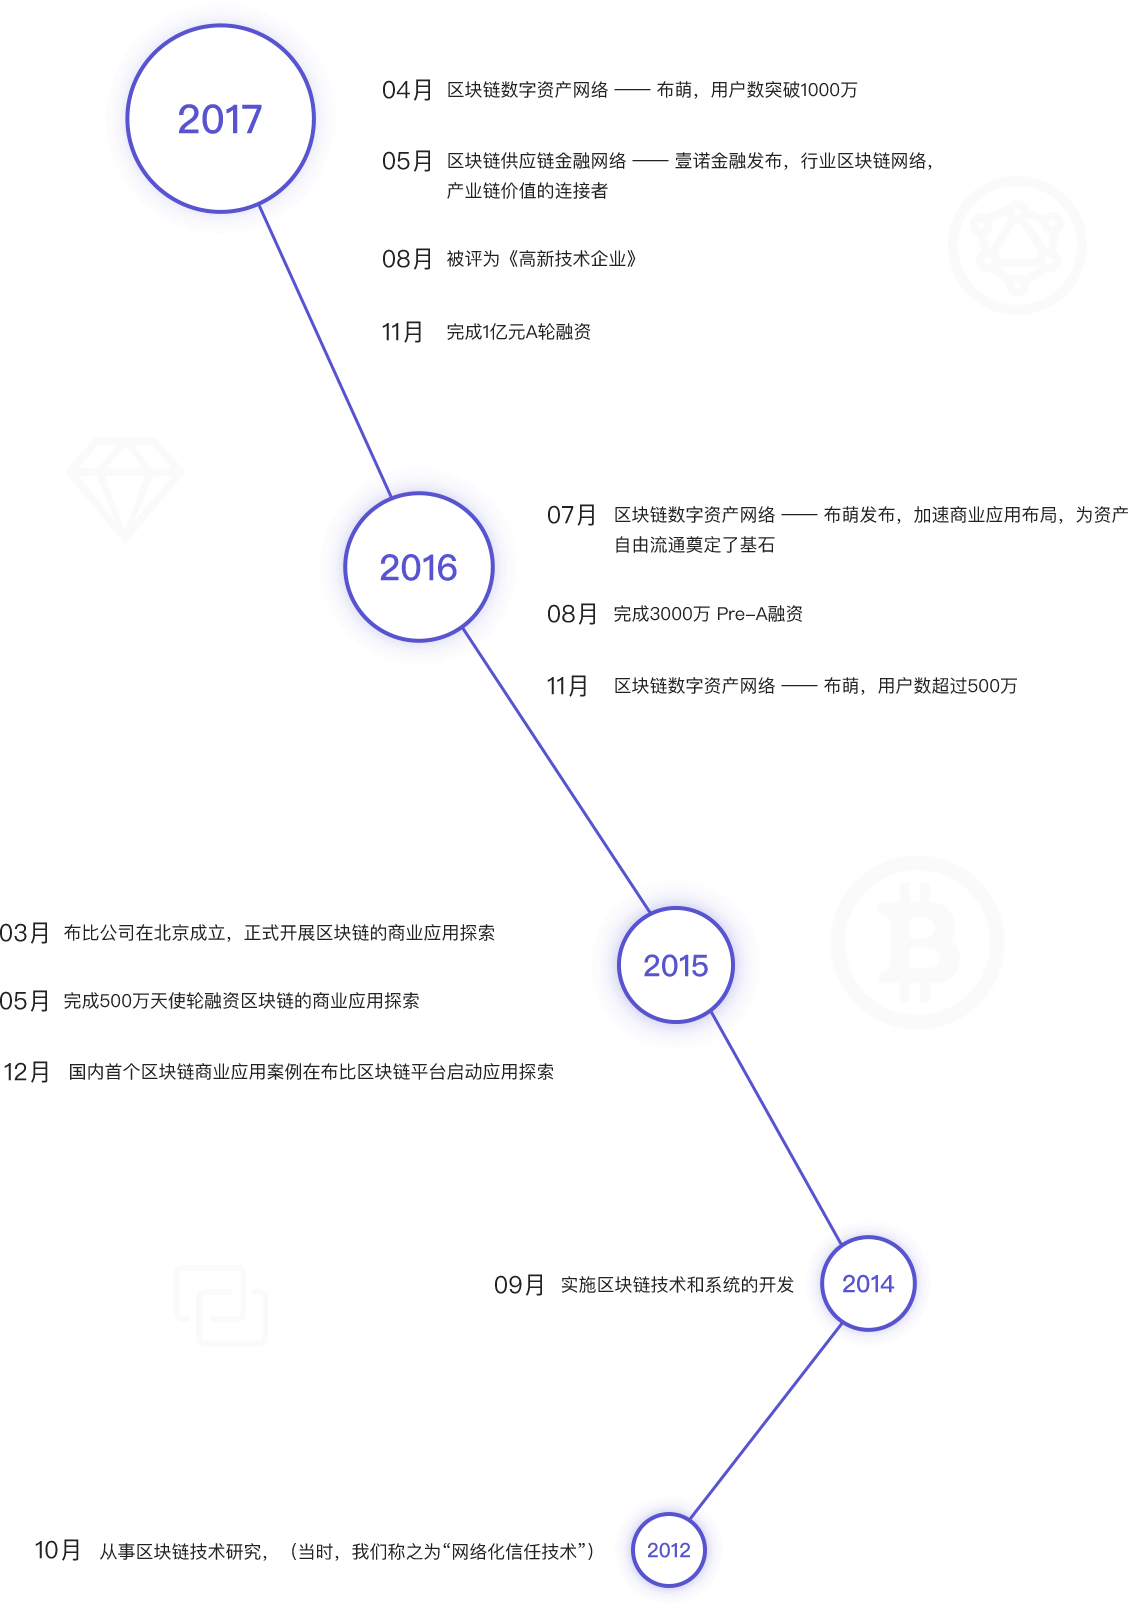 2017
04月 区块链数字资产网络 —— 布萌，用户数突破1000万
05月 区块链供应链金融网络 —— 壹诺金融发布，行业区块链网络，
产业链价值的连接者
08月 被评为《高新技术企业》
11月 完成1亿元A轮融资
2016
07月 区块链数字资产网络 —— 布萌发布，加速商业应用布局，为资产
自由流通奠定了基石
08月 完成3000万 Pre-A融资
11月 区块链数字资产网络 —— 布萌，用户数超过500万
2015
03月 布比公司在北京成立，正式开展区块链的商业应用探索
05月 完成500万天使轮融资区块链的商业应用探索
12月 国内首个区块链商业应用案例在布比区块链平台启动应用探索
2014
09月 实施区块链技术和系统的开发
2012
10月 从事区块链技术研究，（当时，我们称之为“网络化信任技术”）